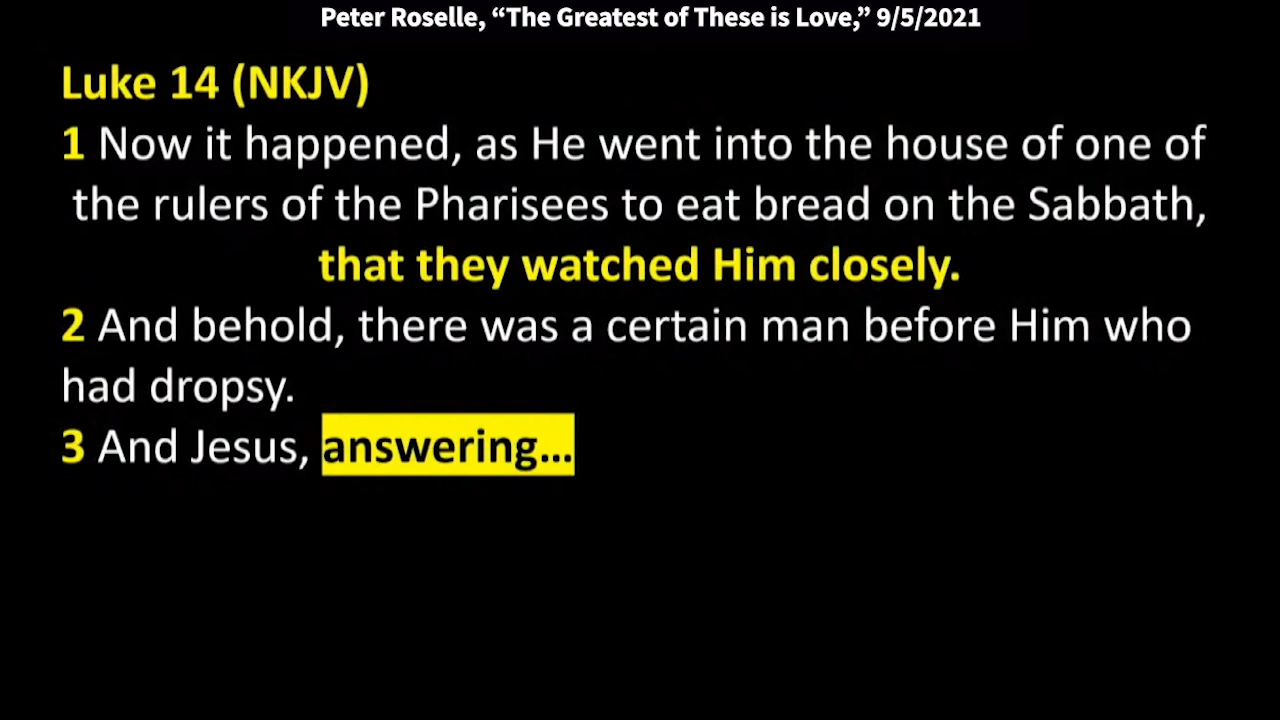 Peter Roselle, “The Greatest of These is Love,” 9/5/2021
Luke 14 (NKJV)
1 Now it happened, as He went into the house of one of
the rulers of the Pharisees to eat bread on the Sabbath,
that they watched Him closely.
2 And behold, there was a certain man before Him who
had dropsy.
3 And Jesus, answering...